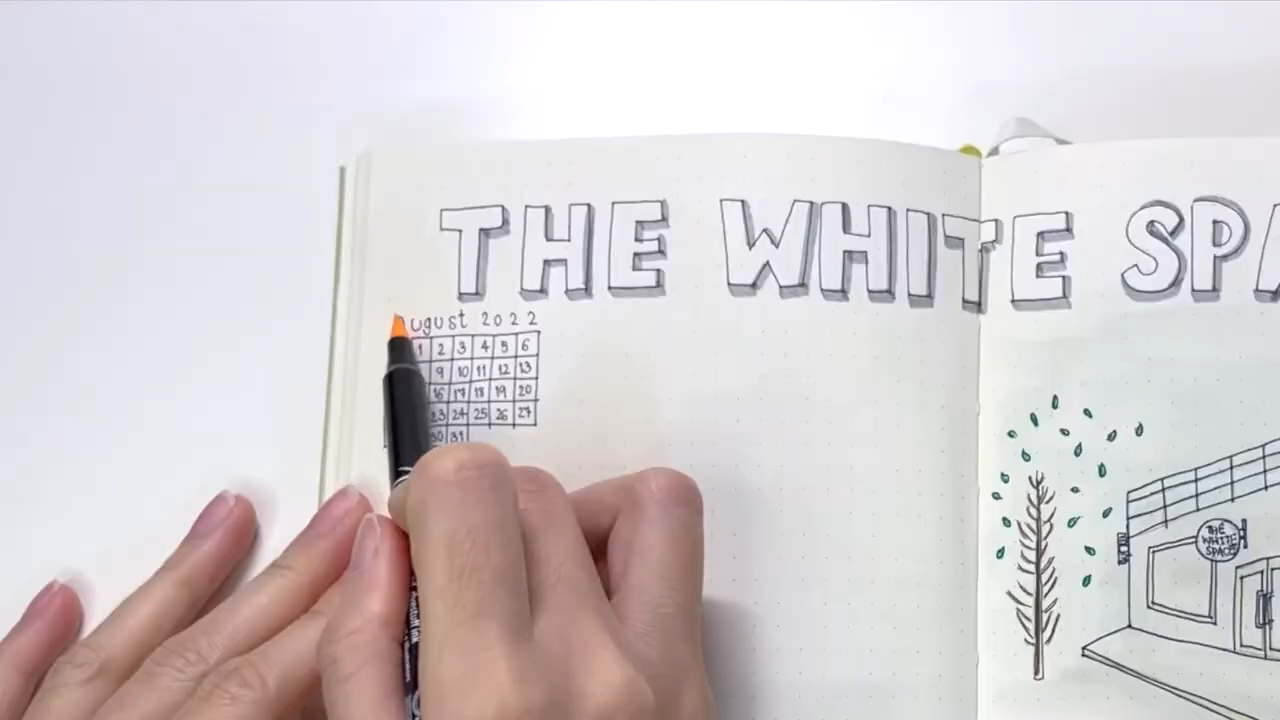 THE WHITE SPA
ugust 2022
1 2 3 4 5 6
9 10 11 12 13
16 17 18 19 20
23 24 25 26 27
30 31
THE
WHITE
SPACE